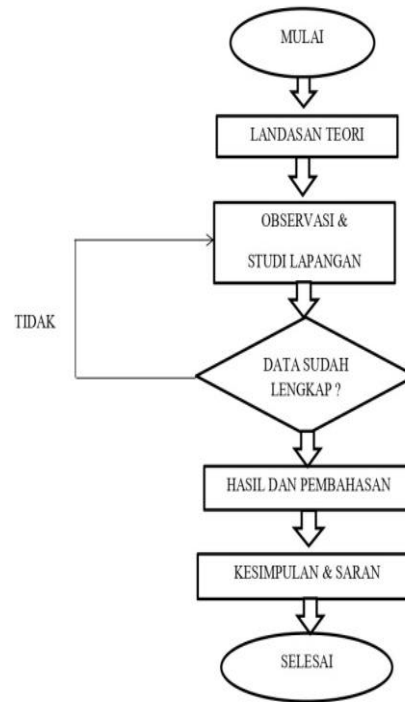 MULAI
LANDASAN TEORI
OBSERVASI &
STUDI LAPANGAN
TIDAK
DATA SUDAH
LENGKAP ?
HASIL DAN PEMBAHASAN
KESIMPULAN & SARAN
SELESAI